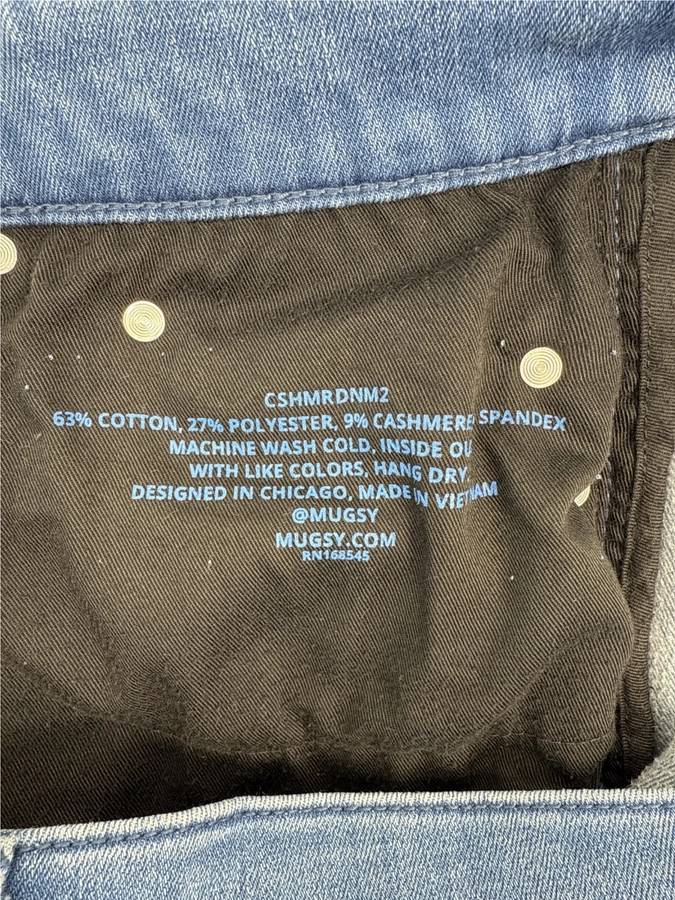 CSHMRDNM2
63% COTTON, 27% POLYESTER, 9% CASHMERE SPANDEX
MACHINE WASH COLD, INSIDE OU
WITH LIKE COLORS, HANG DRY
DESIGNED IN CHICAGO, MADE IN VIETNAM
@MUGSY
MUGSY.COM
RN168545